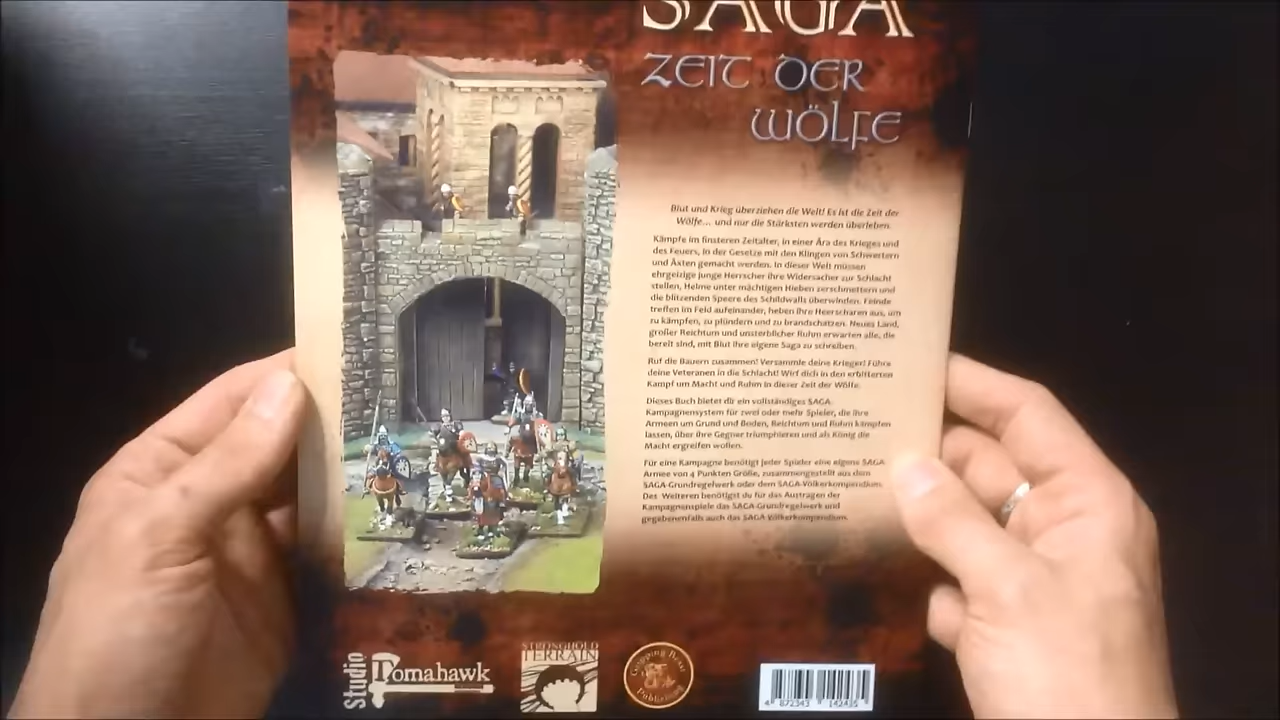 SAGA
ZEIT DER
WÖLFE
Blut und Krieg überziehen die Welt! Es ist die Zeit der
Wölfe... und nur die Stärksten werden überleben.
Kämpfe im finsteren Zeitalter, in einer Ära des Krieges und
des Feuers, in der Gesetze mit den Klingen von Schwertern
und Äxten gemacht werden. In dieser Welt müssen
ehrgeizige junge Herrscher ihre Widersacher zur Schlacht
stellen, Helme unter mächtigen Hieben zerschmettern und
die blitzenden Speere des Schildwalls überwinden. Feinde
treffen im Feld aufeinander, heben ihre Heerscharen aus, um
zu kämpfen, zu plündern und zu brandschatzen. Neues Land,
großer Reichtum und unsterblicher Ruhm erwarten alle, die
bereit sind, mit Blut ihre eigene Saga zu schreiben.
Ruf die Bauern zusammen! Versammle deine Krieger! Führe
deine Veteranen in die Schlacht! Wirf dich in den erbitterten
Kampf um Macht und Ruhm in dieser Zeit der Wölfe.
Dieses Buch bietet dir ein vollständiges SAGA
Kampagnensystem für zwei oder mehr Spieler, die ihre
Armeen um Grund und Boden, Reichtum und Ruhm kämpfen
lassen, über ihre Gegner triumphieren und als König die
Macht ergreifen wollen.
Für eine Kampagne benötigt jeder Spieler eine eigene SAGA
Armee von 4 Punkten Größe, zusammengestellt aus dem
SAGA-Grundregelwerk oder dem SAGA-Völkerkompendium.
Des Weiteren benötigst du für das Austragen der
Kampagnenspiele das SAGA-Grundregelwerk und
gegebenenfalls auch das SAGA-Völkerkompendium.
Studio Tomahawk
STRONGHOLD
TERRAIN
Gripping Beast
Publishing
4 872343 142435